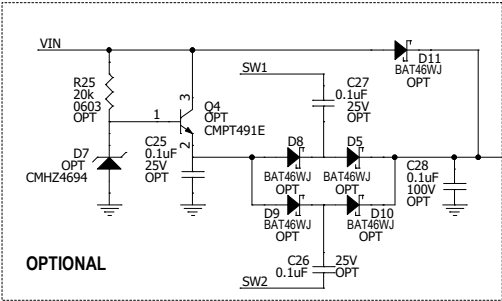 VIN
D11
BAT46WJ
OPT
SW1
R25
20k
0603
OPT
1
3
2
Q4
OPT
CMPT491E
C27
0.1uF
25V
OPT
D7
OPT
CMHZ4694
C25
0.1uF
25V
OPT
D8
BAT46WJ
OPT
D5
BAT46WJ
OPT
C28
0.1uF
100V
OPT
D9
BAT46WJ
OPT
D10
BAT46WJ
OPT
OPTIONAL
C26
0.1uF
25V
OPT
SW2